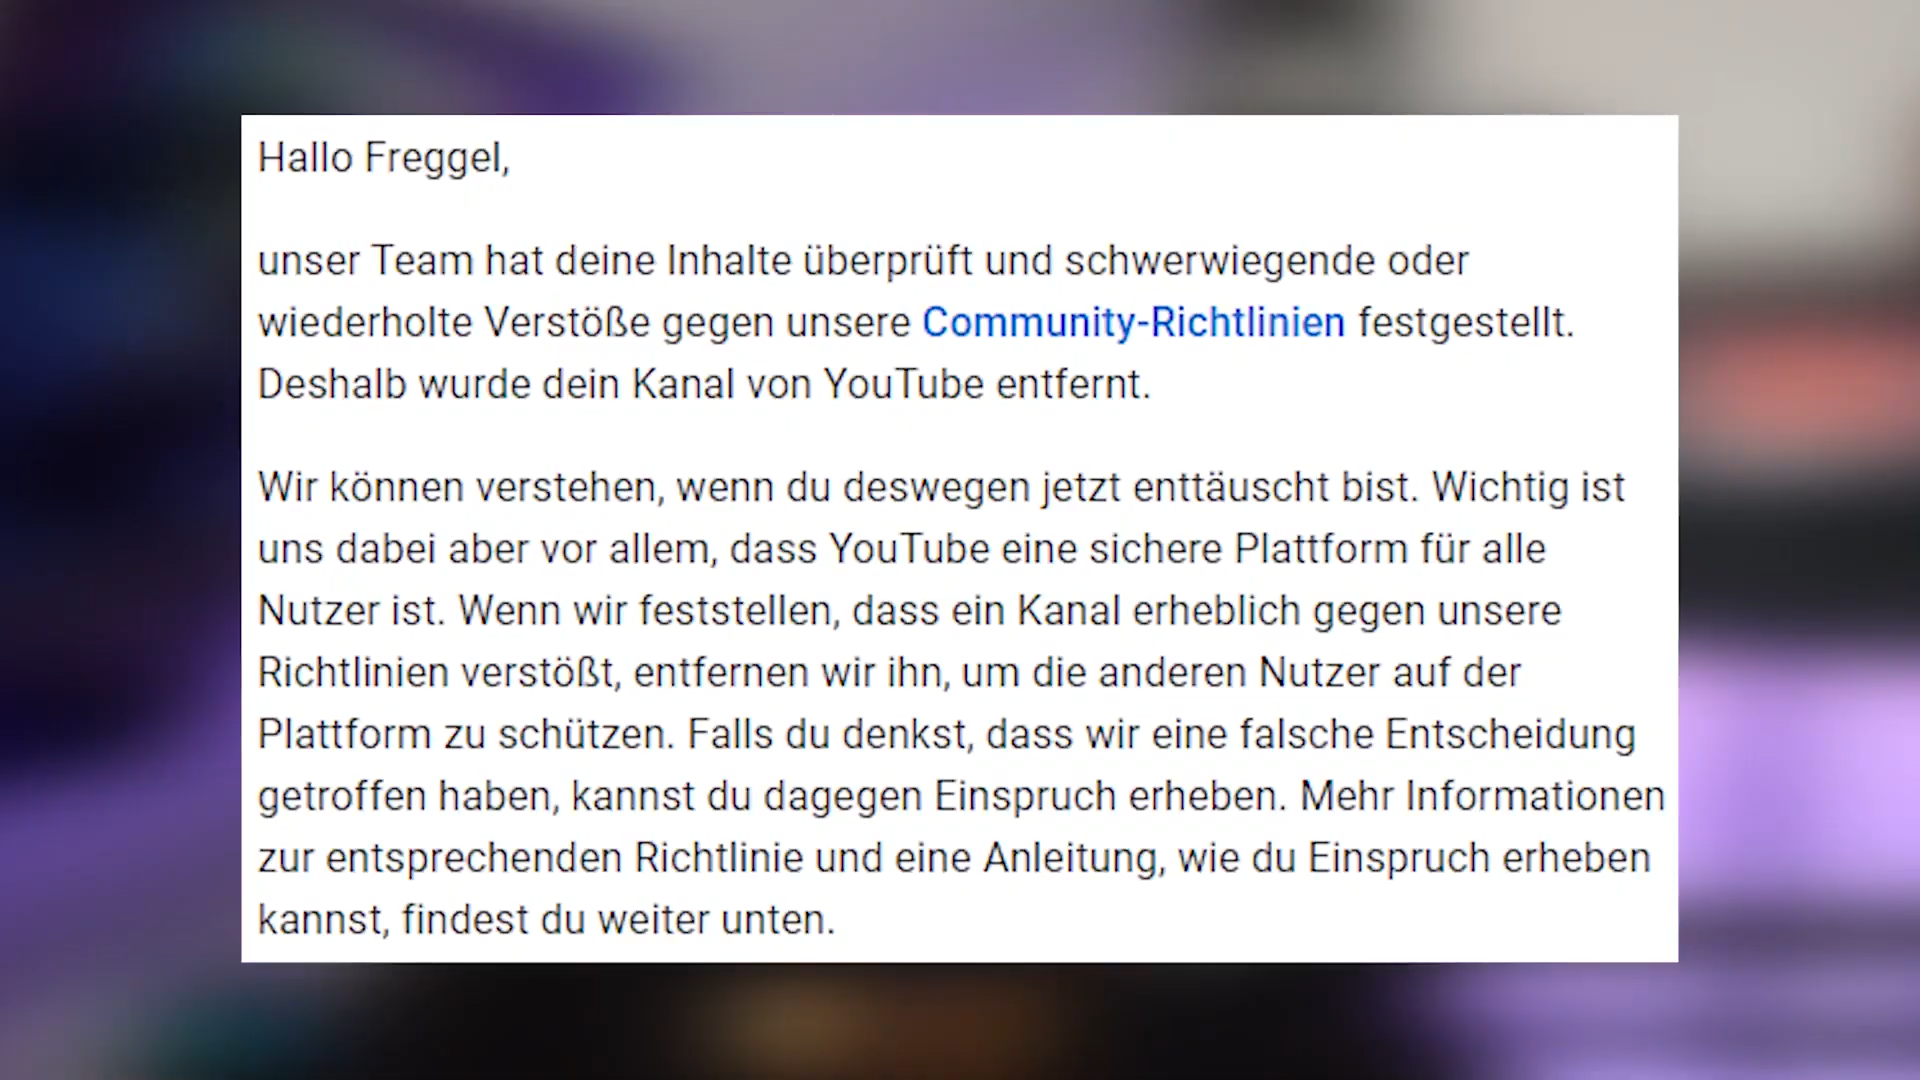 Hallo Freggel,
unser Team hat deine Inhalte überprüft und schwerwiegende oder
wiederholte Verstöße gegen unsere Community-Richtlinien festgestellt.
Deshalb wurde dein Kanal von YouTube entfernt.
Wir können verstehen, wenn du deswegen jetzt enttäuscht bist. Wichtig ist
uns dabei aber vor allem, dass YouTube eine sichere Plattform für alle
Nutzer ist. Wenn wir feststellen, dass ein Kanal erheblich gegen unsere
Richtlinien verstößt, entfernen wir ihn, um die anderen Nutzer auf der
Plattform zu schützen. Falls du denkst, dass wir eine falsche Entscheidung
getroffen haben, kannst du dagegen Einspruch erheben. Mehr Informationen
zur entsprechenden Richtlinie und eine Anleitung, wie du Einspruch erheben
kannst, findest du weiter unten.